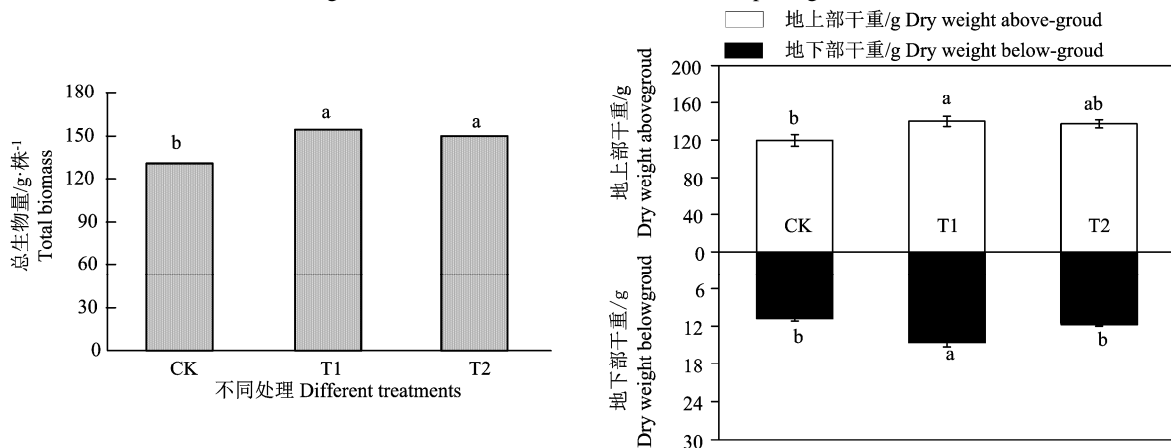 180
150
120
90
60
30
0
b
a
a
CK
T1
T2
总生物量/g·株-1
Total biomass
不同处理 Different treatments
地上部干重/g Dry weight above-groud
地下部干重/g Dry weight below-groud
地上部干重/g
Dry weight abovegroud
200
160
120
80
40
0
b
a
ab
CK
T1
T2
地下部干重/g
Dry weight belowgroud
6
12
18
24
30
b
a
b